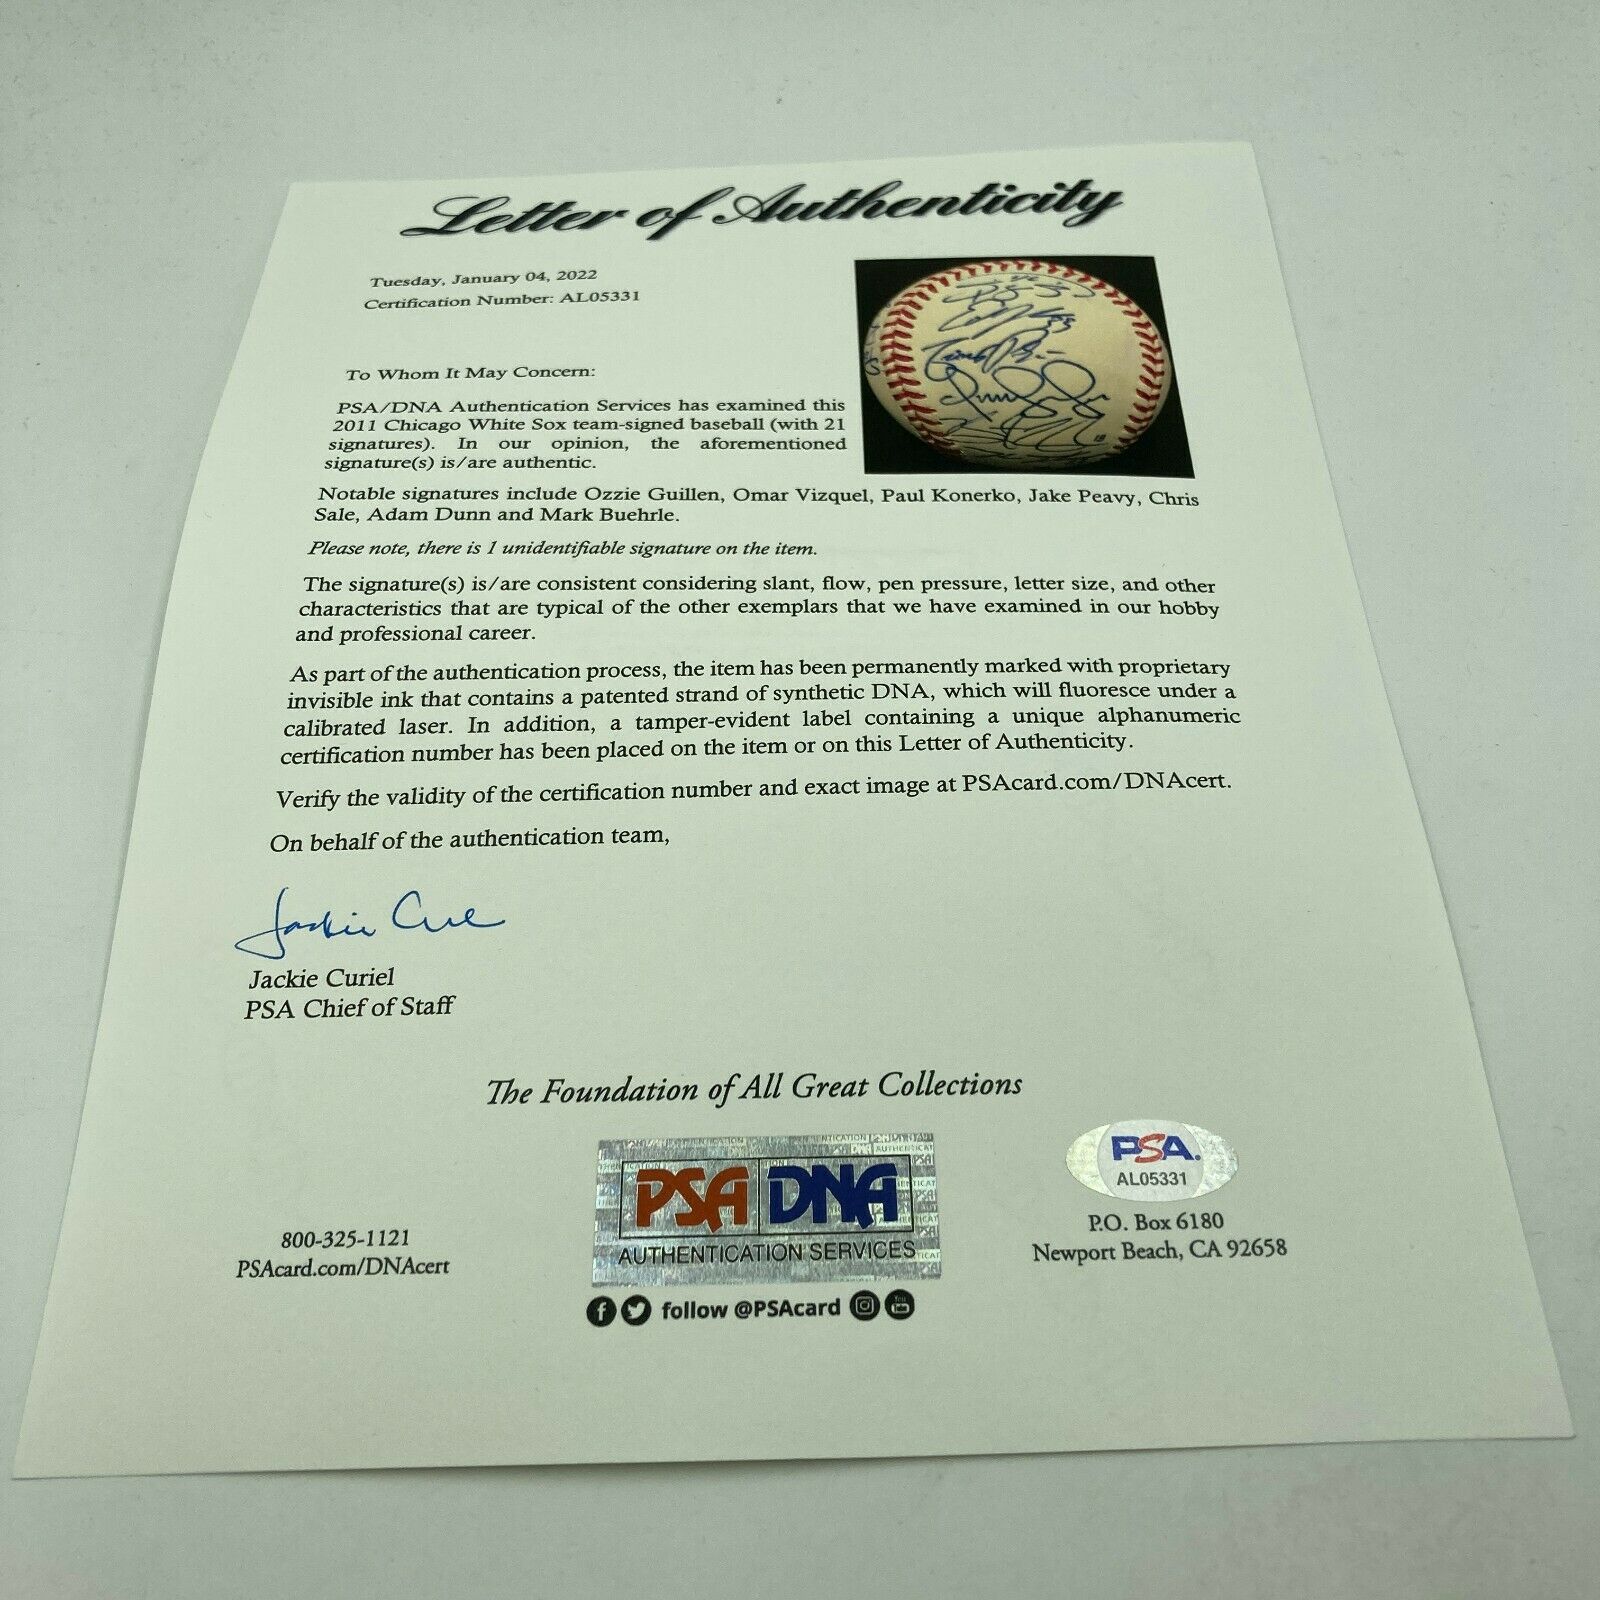 Letter of Authenticity
Tuesday, January 04, 2022
Certification Number: AL05331
To Whom It May Concern:
PSA/DNA Authentication Services has examined this
2011 Chicago White Sox team-signed baseball (with 21
signatures). In our opinion, the aforementioned
signature(s) is/are authentic.
Notable signatures include Ozzie Guillen, Omar Vizquel, Paul Konerko, Jake Peavy, Chris
Sale, Adam Dunn and Mark Buehrle.
Please note, there is 1 unidentifiable signature on the item.
The signature(s) is/are consistent considering slant, flow, pen pressure, letter size, and other
characteristics that are typical of the other exemplars that we have examined in our hobby
and professional career.
As part of the authentication process, the item has been permanently marked with proprietary
invisible ink that contains a patented strand of synthetic DNA, which will fluoresce under a
calibrated laser. In addition, a tamper-evident label containing a unique alphanumeric
certification number has been placed on the item or on this Letter of Authenticity.
Verify the validity of the certification number and exact image at PSAcard.com/DNAcert.
On behalf of the authentication team,
Jackie Curiel
PSA Chief of Staff
The Foundation of All Great Collections
800-325-1121
PSAcard.com/DNAcert
PSA DNA
AUTHENTICATION SERVICES
follow @PSAcard
PSA.
AL05331
P.O. Box 6180
Newport Beach, CA 92658